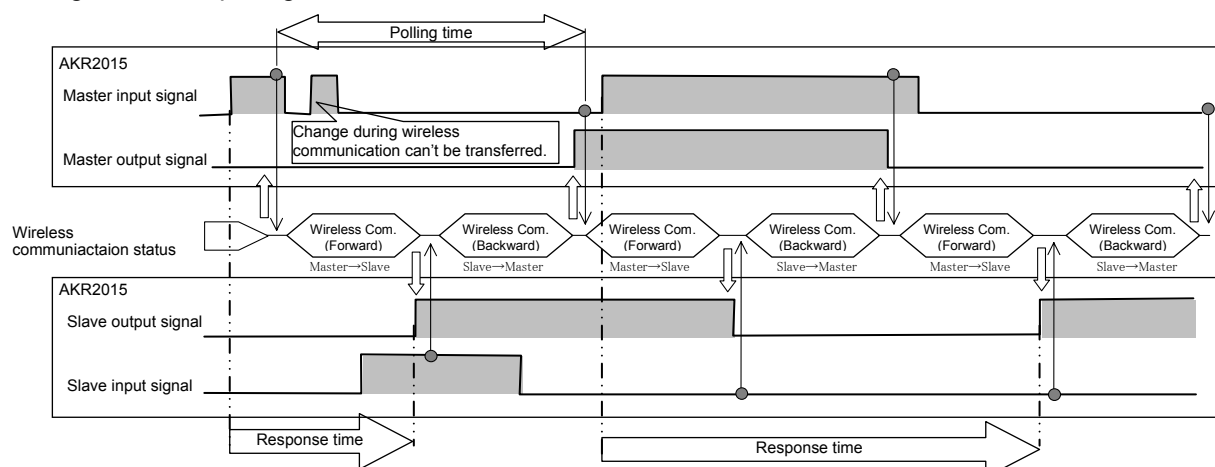 Polling time
AKR2015
Master input signal
Change during wireless
communication can't be transferred.
Master output signal
Wireless
communiactaion status
Wireless Com.
(Forward)
Master→Slave
Wireless Com.
(Backward)
Slave→Master
Wireless Com.
(Forward)
Master→Slave
Wireless Com.
(Backward)
Slave→Master
Wireless Com.
(Forward)
Master→Slave
Wireless Com.
(Backward)
Slave→Master
AKR2015
Slave output signal
Slave input signal
Response time
Response time